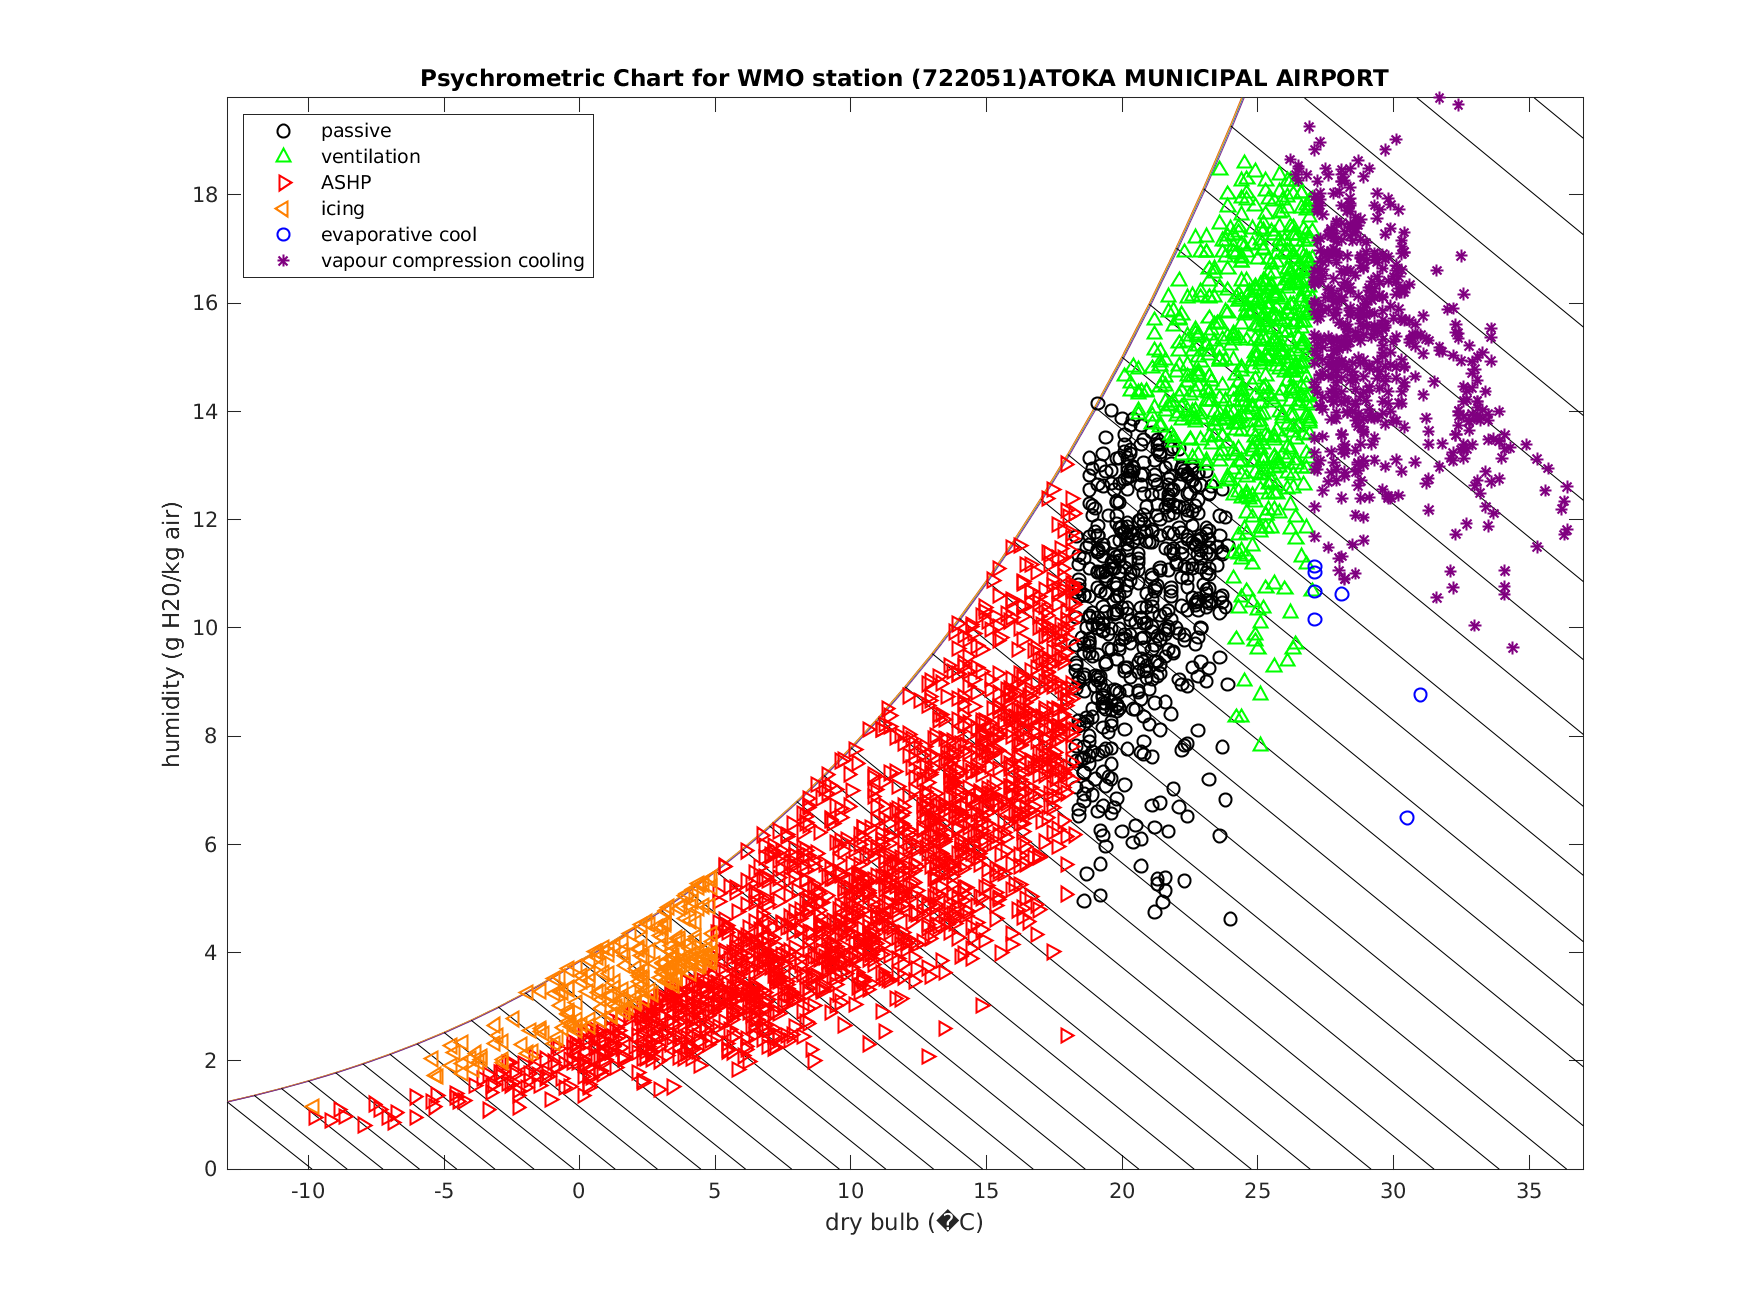 Psychrometric Chart for WMO station (722051)ATOKA MUNICIPAL AIRPORT
passive
ventilation
ASHP
icing
evaporative cool
vapour compression cooling
18
16
14
12
10
8
6
4
2
0
humidity (g H20/kg air)
-10 -5 0 5 10 15 20 25 30 35
dry bulb (�C)